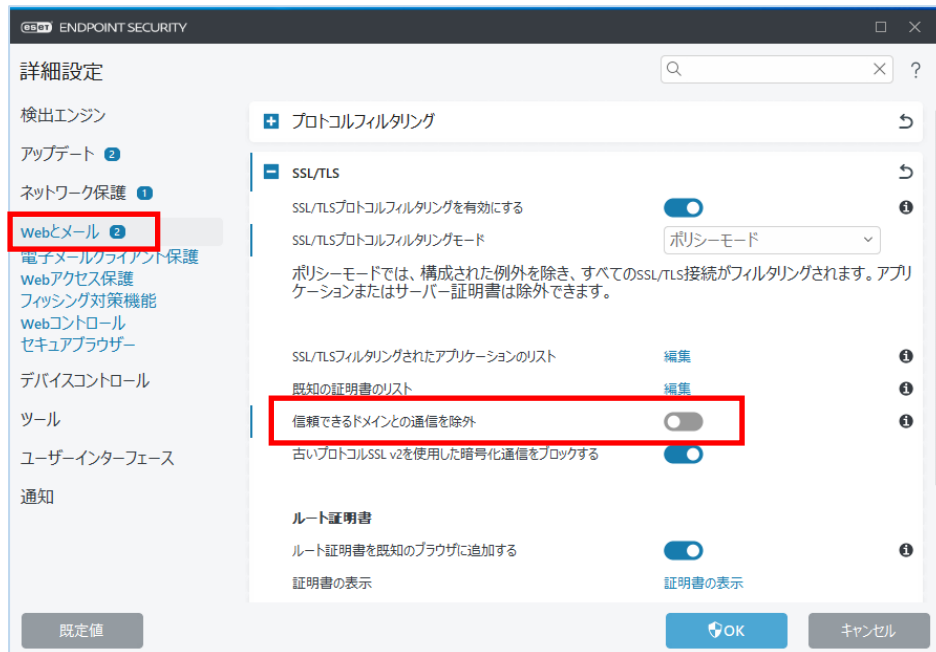 eset ENDPOINT SECURITY
詳細設定
?
検出エンジン
アップデート 2
ネットワーク保護 1
Webとメール 2
電子メールクライアント保護
Webアクセス保護
フィッシング対策機能
Webコントロール
セキュアブラウザー
デバイスコントロール
ツール
ユーザーインターフェース
通知
プロトコルフィルタリング
SSL/TLS
SSL/TLSプロトコルフィルタリングを有効にする
SSL/TLSプロトコルフィルタリングモード ポリシーモード
ポリシーモードでは、構成された例外を除き、すべてのSSL/TLS接続がフィルタリングされます。アプリ
ケーションまたはサーバー証明書は除外できます。
SSL/TLSフィルタリングされたアプリケーションのリスト 編集
既知の証明書のリスト 編集
信頼できるドメインとの通信を除外
古いプロトコルSSL v2を使用した暗号化通信をブロックする
ルート証明書
ルート証明書を既知のブラウザに追加する
証明書の表示 証明書の表示
既定値 OK キャンセル